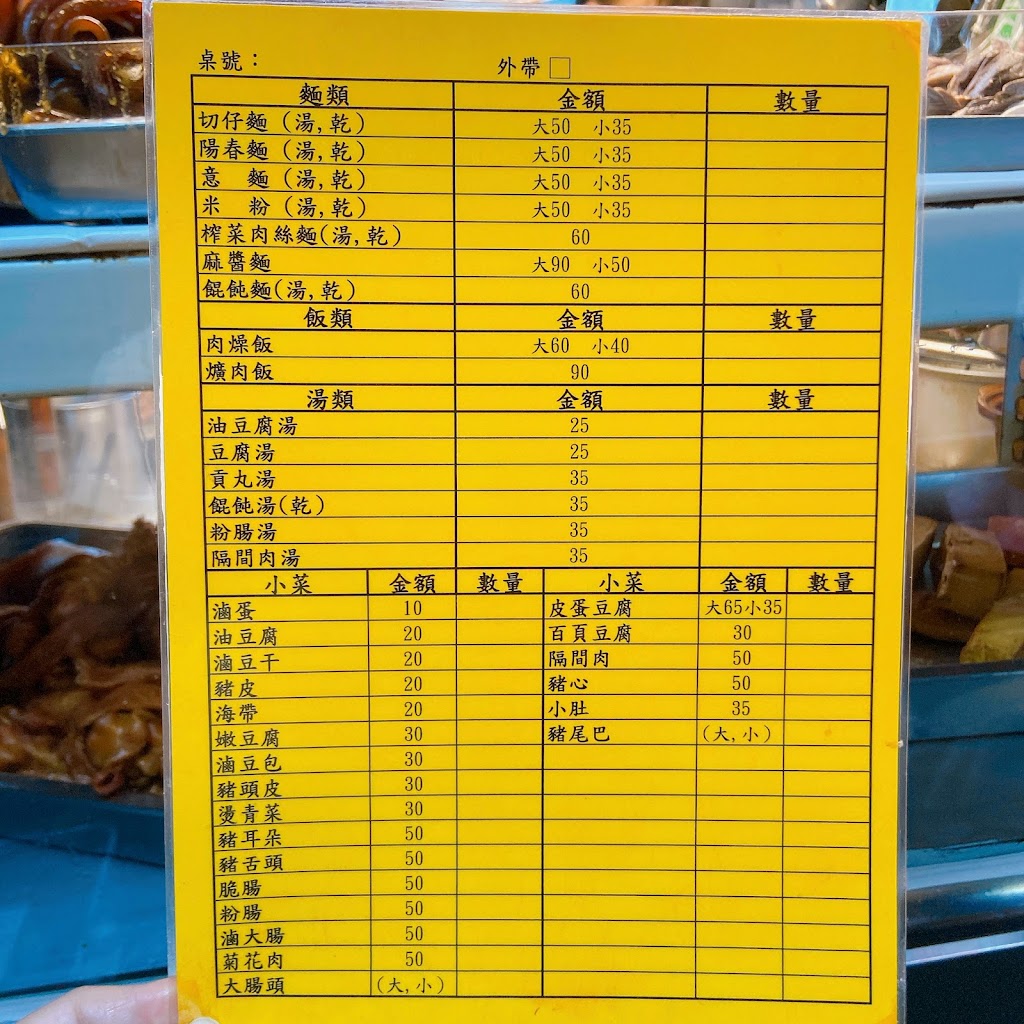 桌號： 外帶 □
麵類 金額 數量
切仔麵 (湯,乾) 大50 小35
陽春麵 (湯,乾) 大50 小35
意 麵 (湯,乾) 大50 小35
米 粉 (湯,乾) 大50 小35
榨菜肉絲麵(湯,乾) 60
麻醬麵 大90 小50
餛飩麵(湯,乾) 60
飯類 金額 數量
肉燥飯 大60 小40
爌肉飯 90
湯類 金額 數量
油豆腐湯 25
豆腐湯 25
貢丸湯 35
餛飩湯(乾) 35
粉腸湯 35
隔間肉湯 35
小菜 金額 數量 小菜 金額 數量
滷蛋 10 皮蛋豆腐 大65小35
油豆腐 20 百頁豆腐 30
滷豆干 20 隔間肉 50
豬皮 20 豬心 50
海帶 20 小肚 35
嫩豆腐 30 豬尾巴 (大,小)
滷豆包 30
豬頭皮 30
燙青菜 30
豬耳朵 50
豬舌頭 50
脆腸 50
粉腸 50
滷大腸 50
菊花肉 50
大腸頭 (大,小)